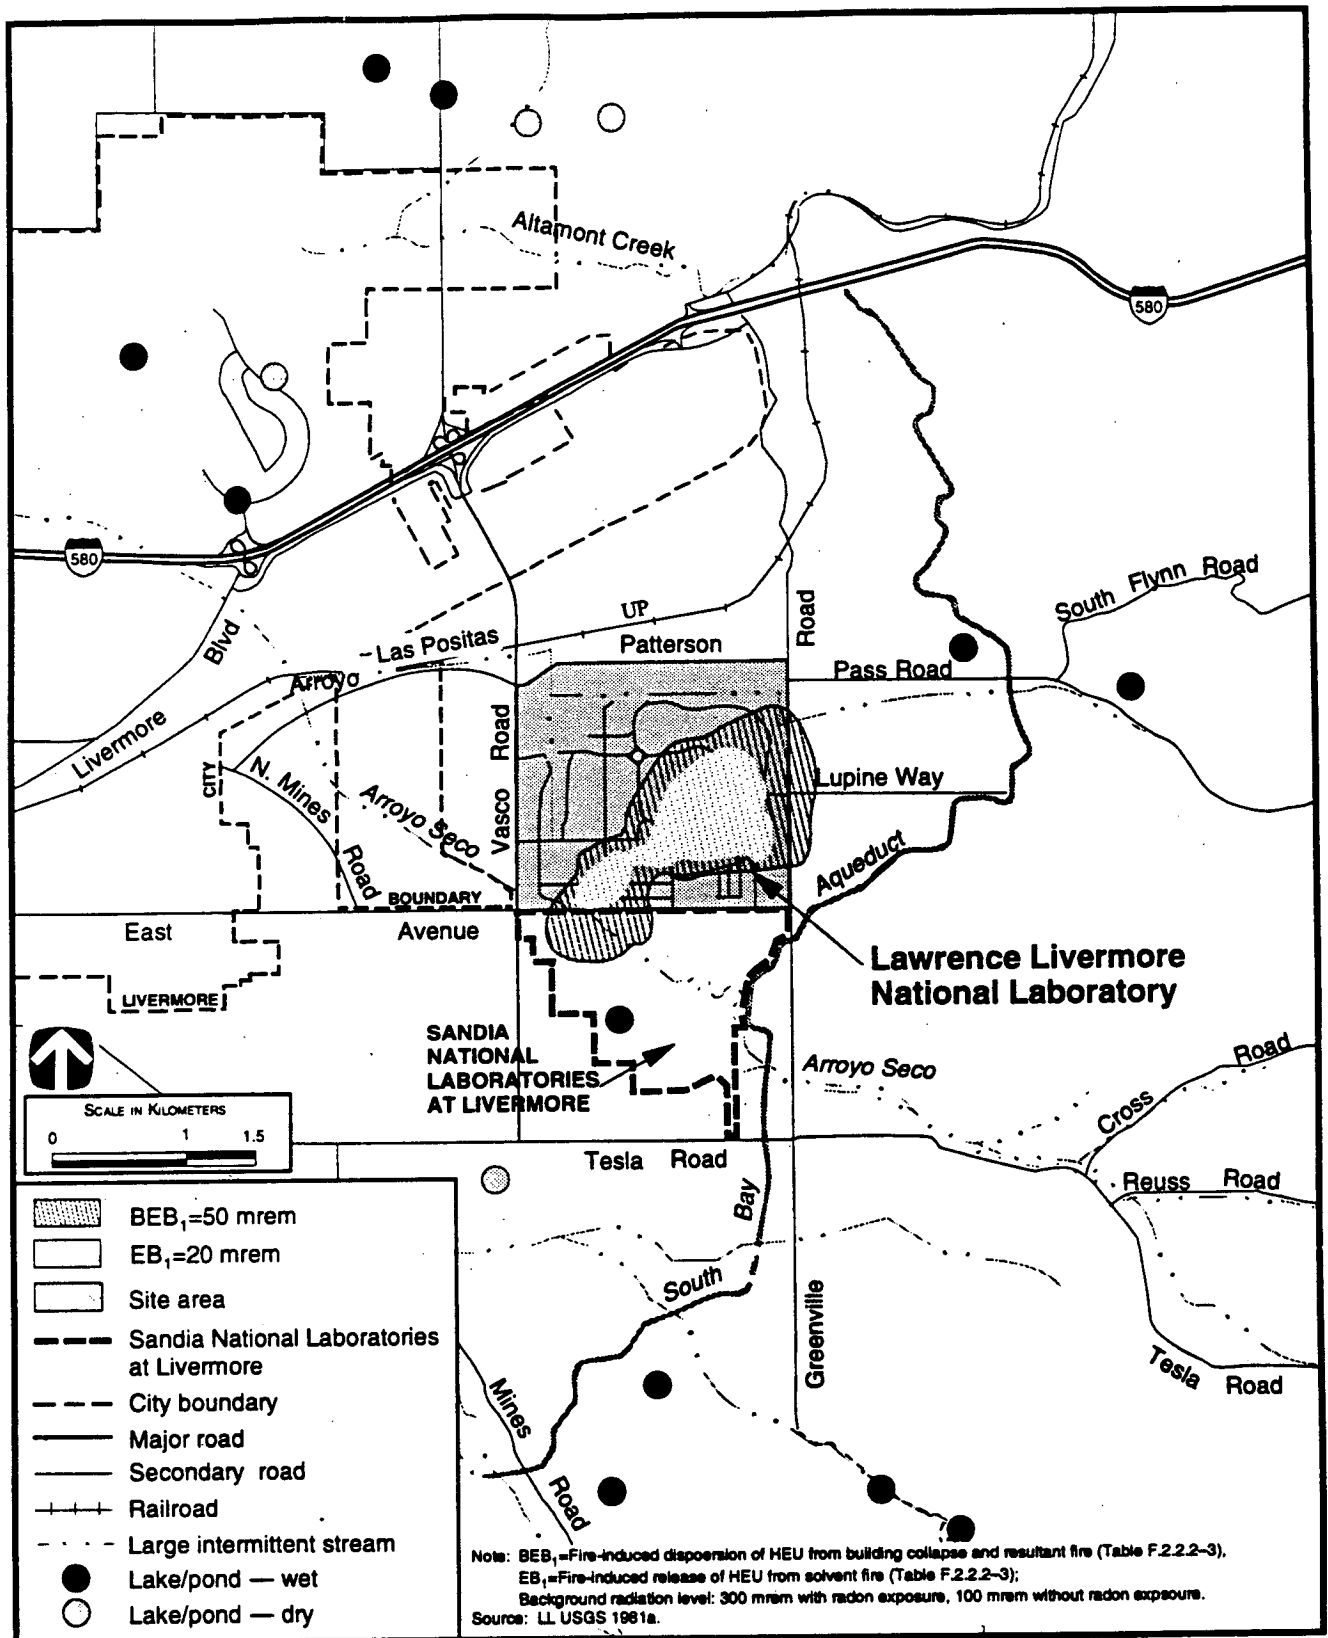 Altamont Creek
580
580
South Flynn Road
UP
Patterson
Road
Las Positas
Arroyo
Pass Road
Blvd
Livermore
Road
Vasco
CITY
N. Mines
Road
Arroyo Seco
Lupine Way
BOUNDARY
Aqueduct
East
Avenue
Lawrence Livermore
National Laboratory
LIVERMORE
SANDIA
NATIONAL
LABORATORIES
AT LIVERMORE
Arroyo Seco
Cross
Road
SCALE IN KILOMETERS
0 1 1.5
Tesla Road
Reuss Road
Bay
South
Greenville
Tesla
Road
Mines
Road
BEB₁=50 mrem
EB₁=20 mrem
Site area
Sandia National Laboratories
at Livermore
City boundary
Major road
Secondary road
Railroad
Large intermittent stream
Lake/pond — wet
Lake/pond — dry
Note: BEB₁=Fire-induced dispoersion of HEU from building collapse and resultant fire (Table F.2.2.2–3),
EB₁=Fire-induced release of HEU from solvent fire (Table F.2.2.2–3);
Background radiation level: 300 mrem with radon exposure, 100 mrem without radon expsoure.
Source: LL USGS 1981a.